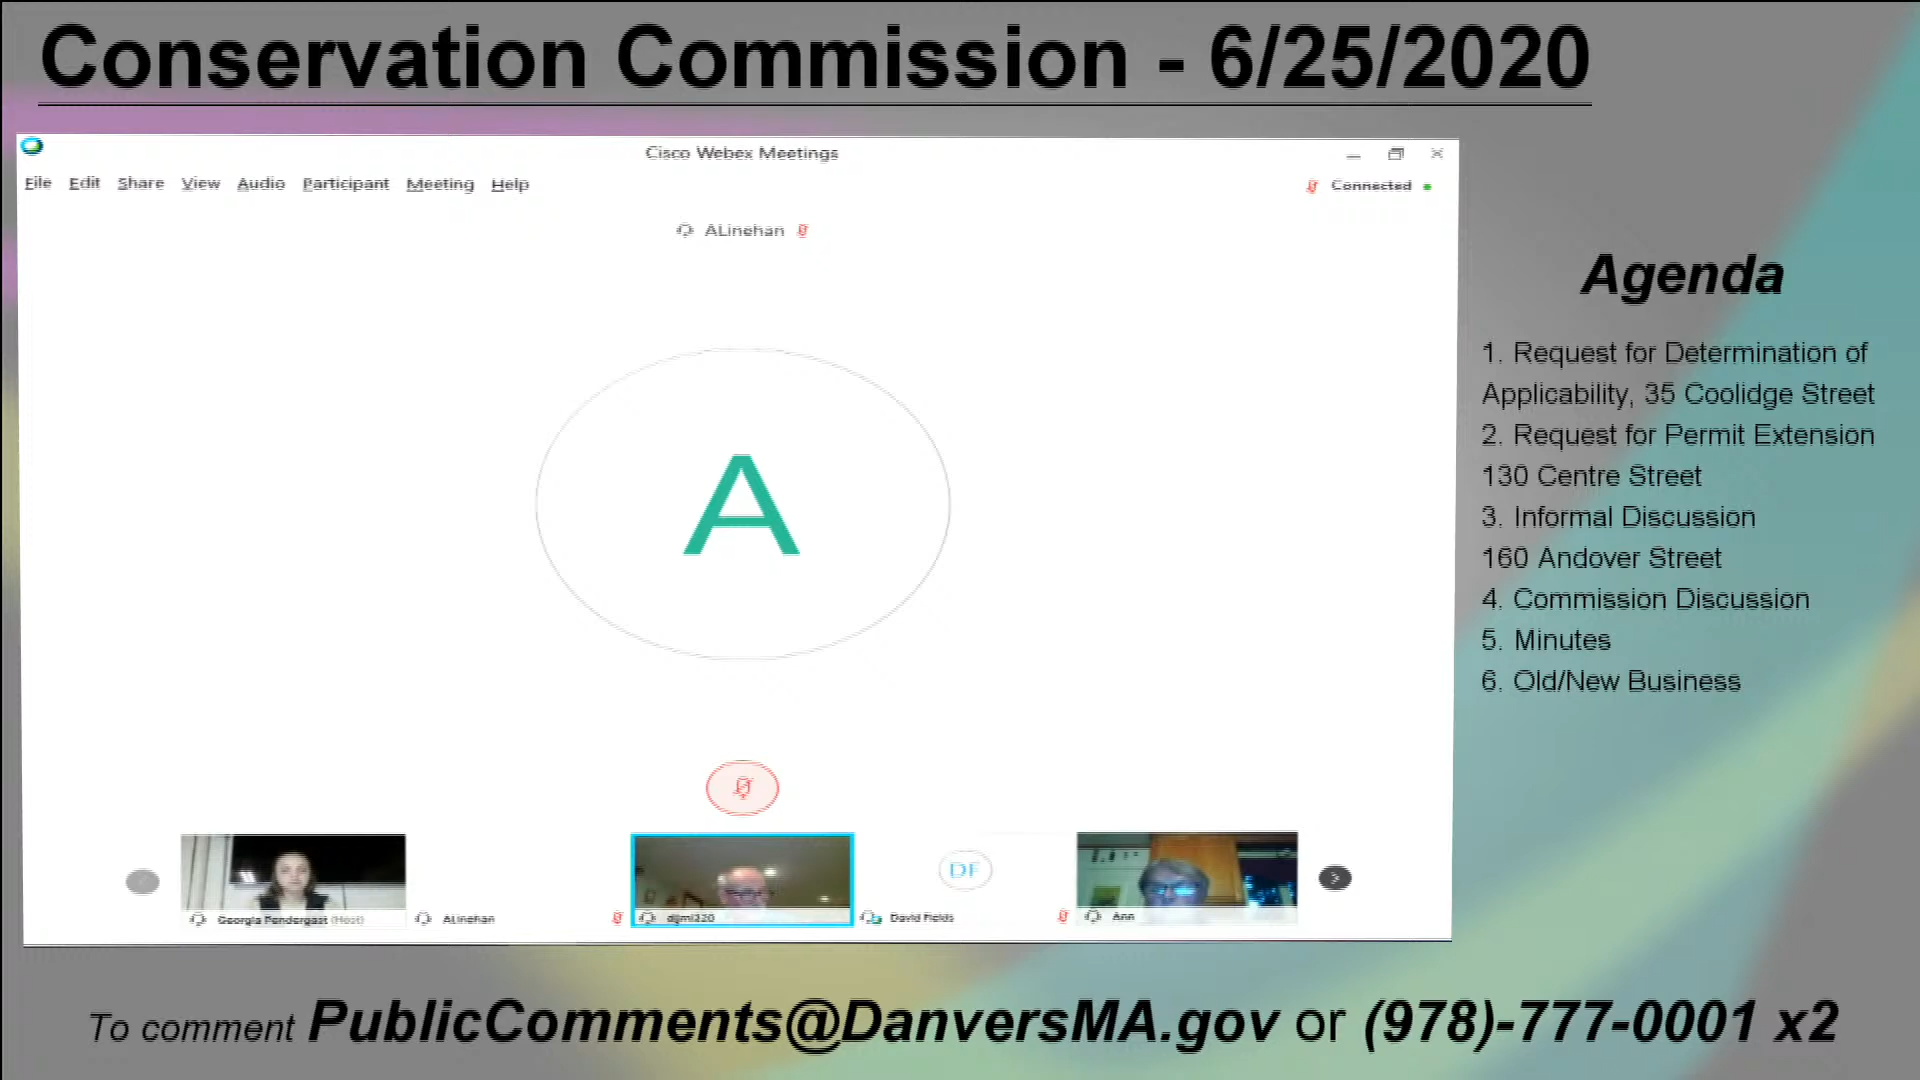 Conservation Commission - 6/25/2020
Cisco Webex Meetings
File Edit Share View Audio Participant Meeting Help
Connected
ALinehan
A
Agenda
1. Request for Determination of
Applicability, 35 Coolidge Street
2. Request for Permit Extension
130 Centre Street
3. Informal Discussion
160 Andover Street
4. Commission Discussion
5. Minutes
6. Old/New Business
DF
Georgia Pendergast (Host)
ALinehan
David Fields
Ann
To comment PublicComments@DanversMA.gov or (978)-777-0001 x2